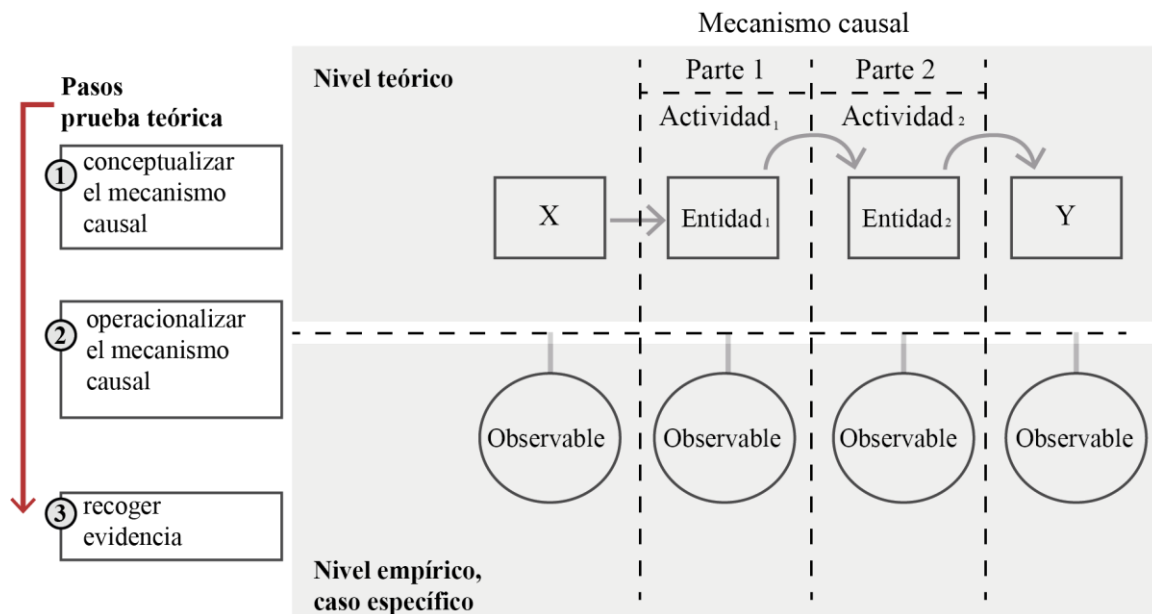 Mecanismo causal
Nivel teórico
Parte 1
Parte 2
Actividad₁
Actividad₂
X
Entidad₁
Entidad₂
Y
Pasos
prueba teórica
1
conceptualizar
el mecanismo
causal
2
operacionalizar
el mecanismo
causal
3
recoger
evidencia
Observable
Observable
Observable
Observable
Nivel empírico,
caso específico